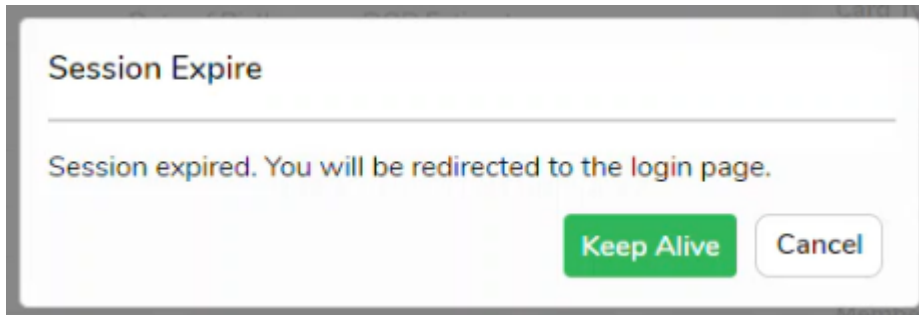 Session Expire
Session expired. You will be redirected to the login page.
Keep Alive
Cancel